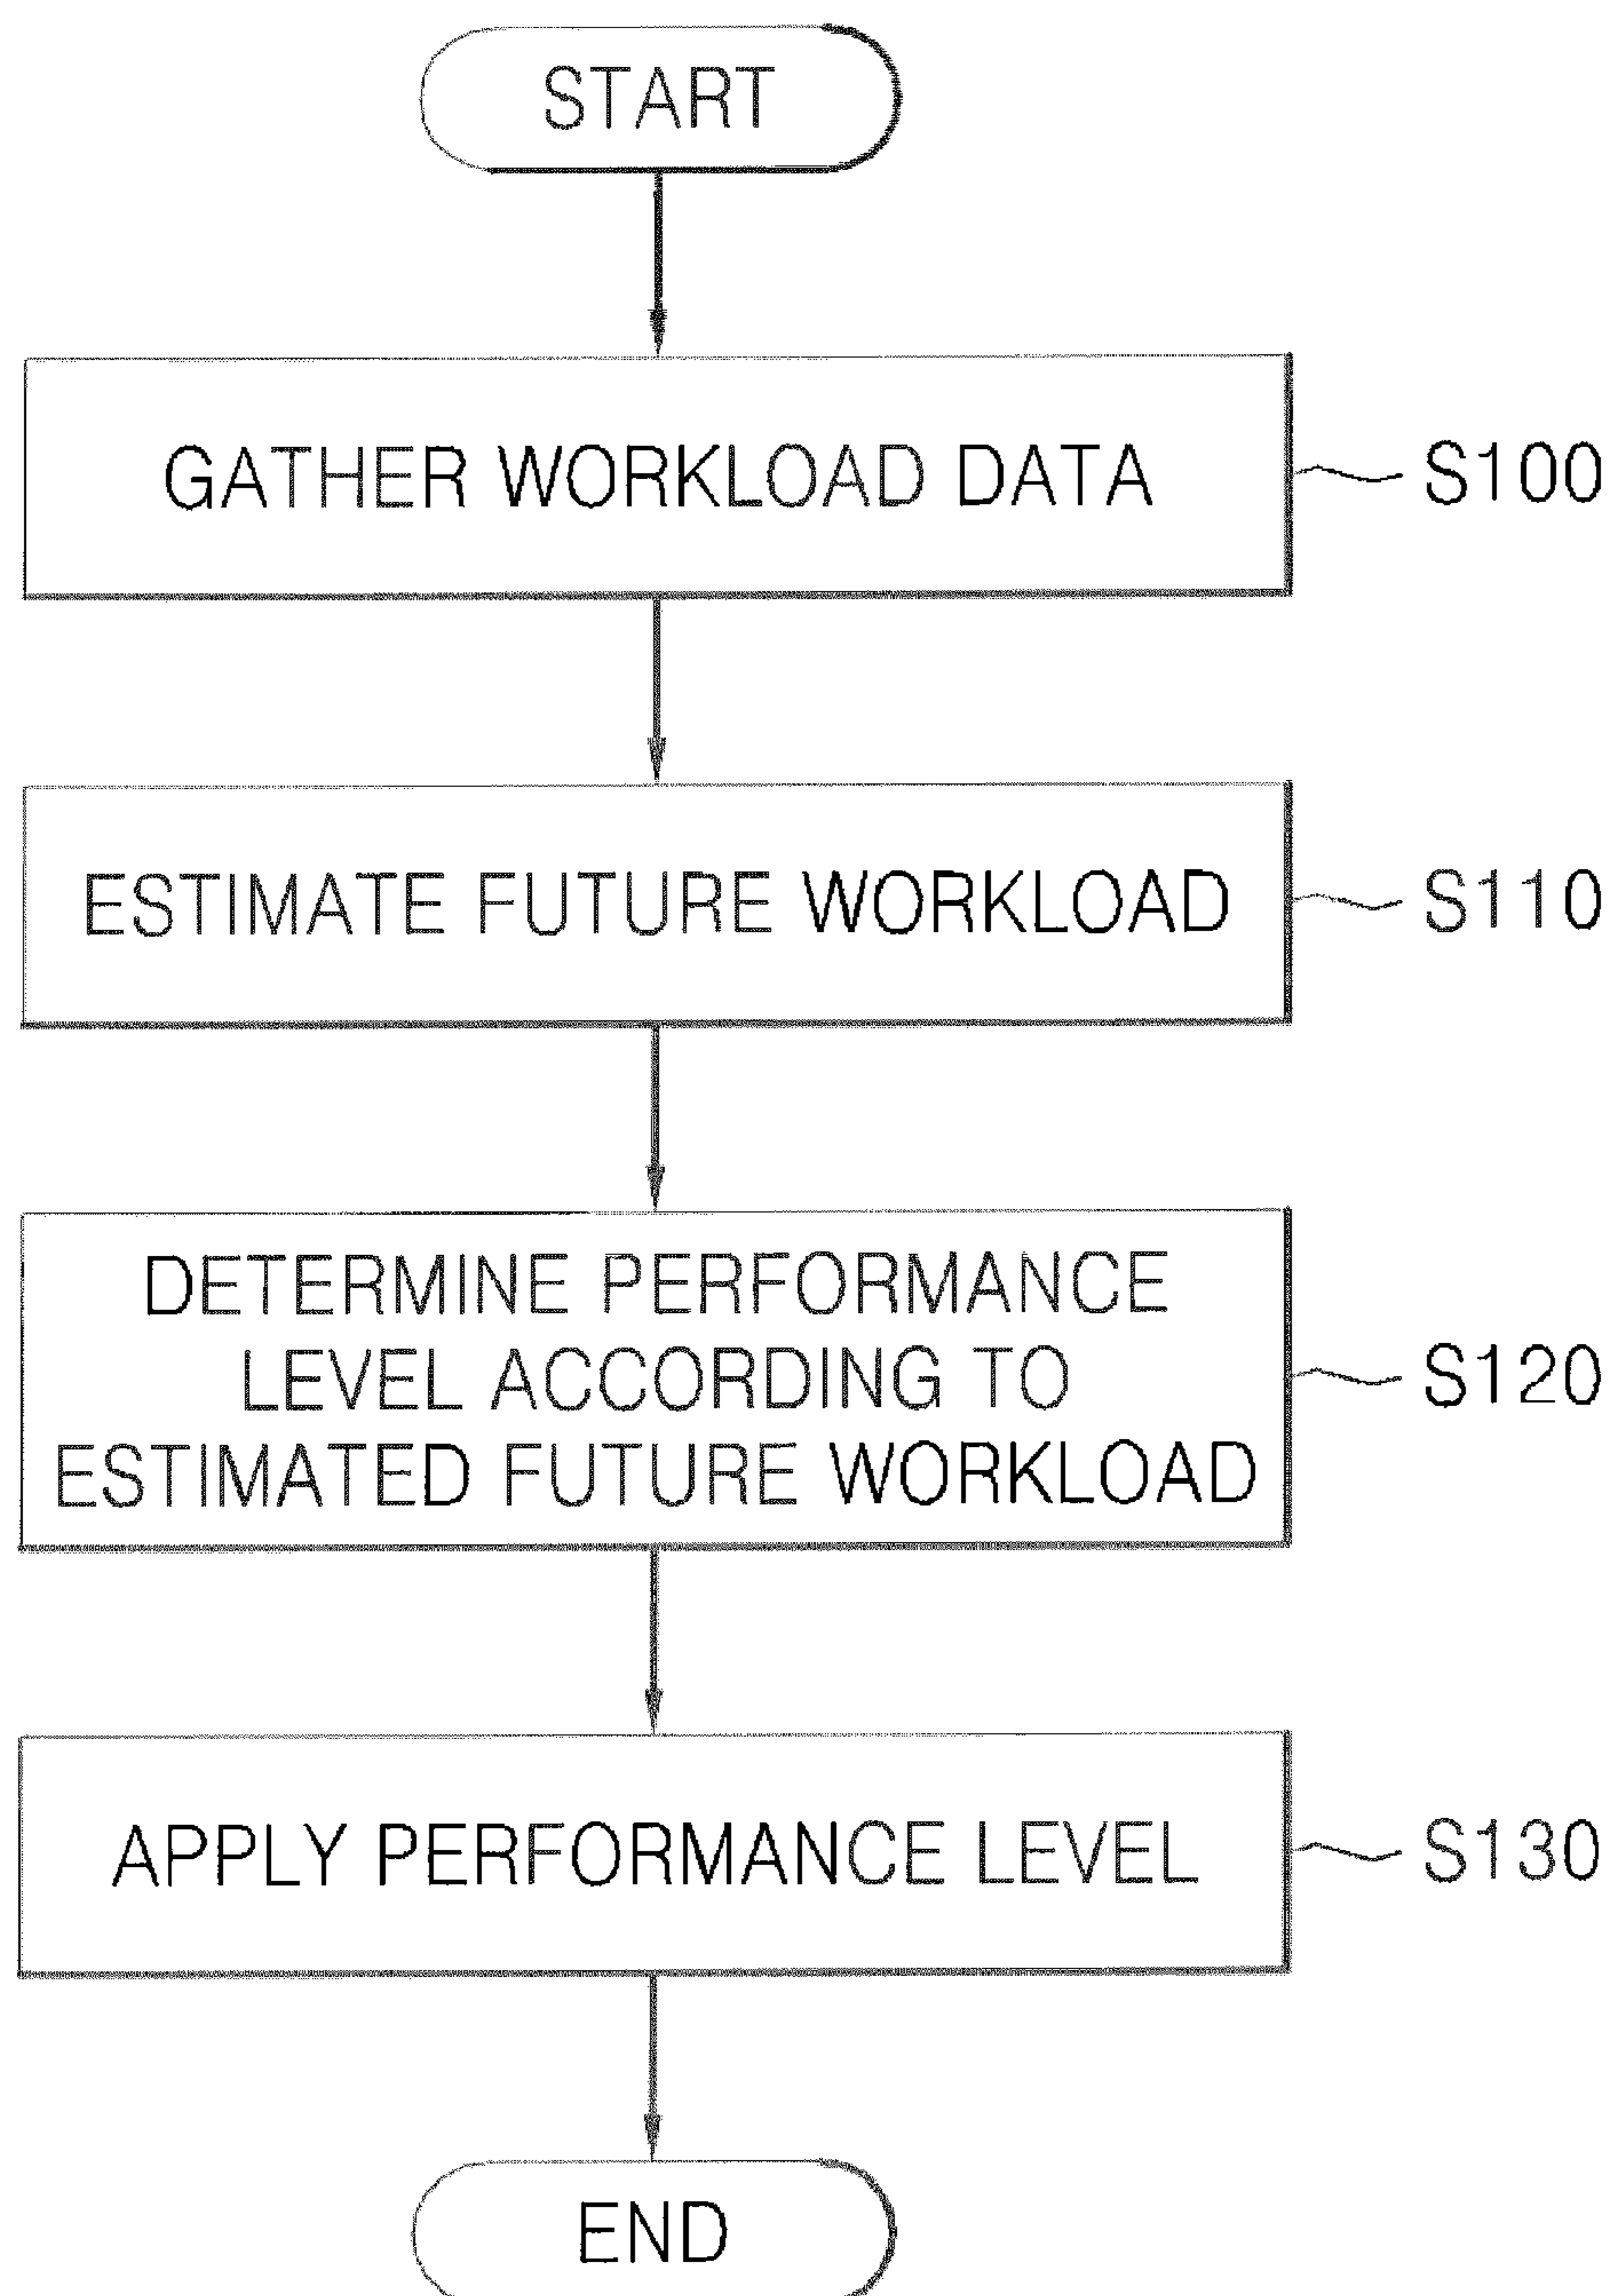 START
GATHER WORKLOAD DATA
S100
ESTIMATE FUTURE WORKLOAD
S110
DETERMINE PERFORMANCE
LEVEL ACCORDING TO
ESTIMATED FUTURE WORKLOAD
S120
APPLY PERFORMANCE LEVEL
S130
END